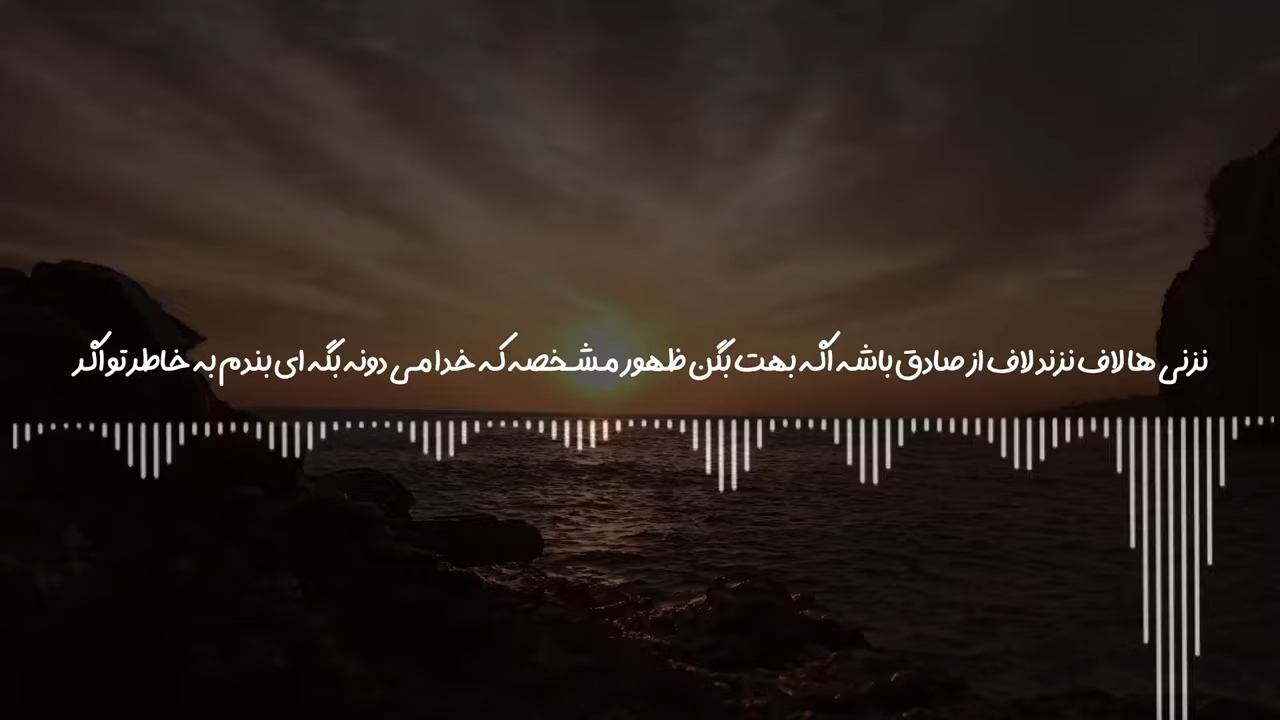 نزنی ها لاف نزند لاف از صادق باشه اگه بهت بگن ظهور مشخصه که خدا می دونه بگه ای بندم به خاطر تو اگر